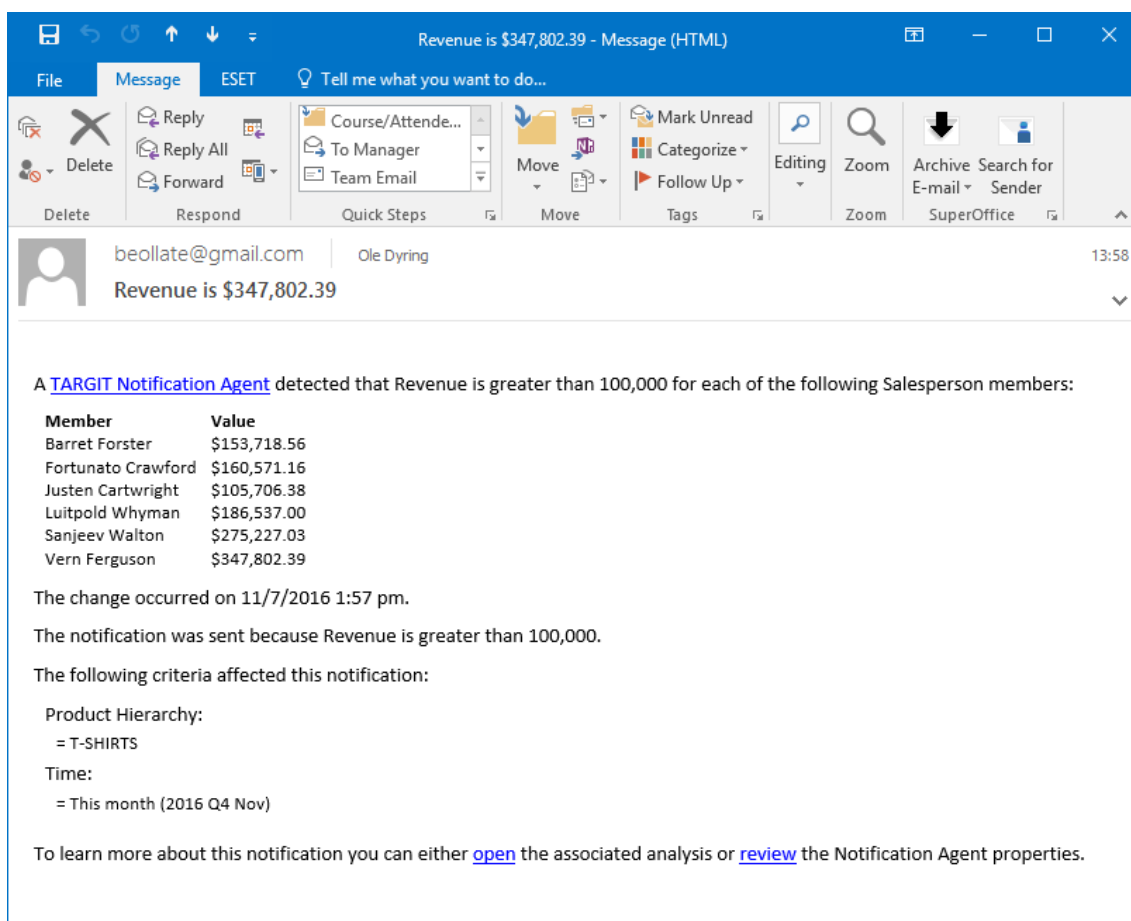 Revenue is $347,802.39 - Message (HTML)
File Message ESET Tell me what you want to do...
Delete
Reply
Reply All
Forward
Course/Attende...
To Manager
Team Email
Move
Mark Unread
Categorize
Follow Up
Editing
Zoom
Archive E-mail
Search for Sender
Delete Respond Quick Steps Move Tags Zoom SuperOffice
beollate@gmail.com Ole Dyring 13:58
Revenue is $347,802.39
A TARGIT Notification Agent detected that Revenue is greater than 100,000 for each of the following Salesperson members:
Member Value
Barret Forster $153,718.56
Fortunato Crawford $160,571.16
Justen Cartwright $105,706.38
Luitpold Whyman $186,537.00
Sanjeev Walton $275,227.03
Vern Ferguson $347,802.39
The change occurred on 11/7/2016 1:57 pm.
The notification was sent because Revenue is greater than 100,000.
The following criteria affected this notification:
Product Hierarchy:
= T-SHIRTS
Time:
= This month (2016 Q4 Nov)
To learn more about this notification you can either open the associated analysis or review the Notification Agent properties.